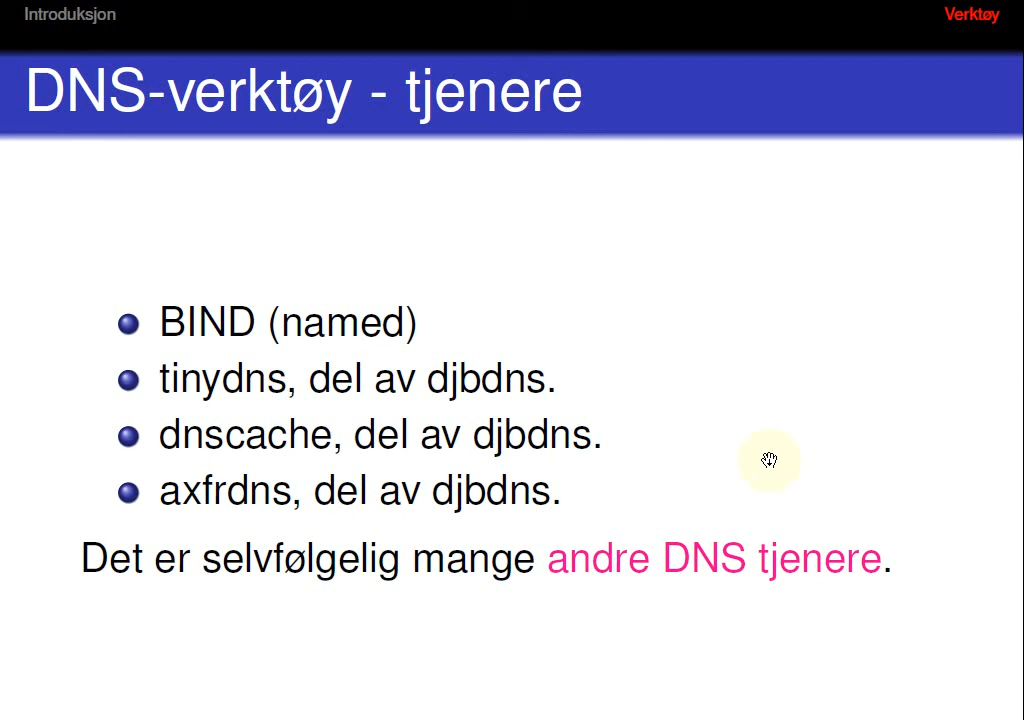 Introduksjon
Verktøy
DNS-verktøy - tjenere
BIND (named)
tinydns, del av djbdns.
dnscache, del av djbdns.
axfrdns, del av djbdns.
Det er selvfølgelig mange andre DNS tjenere.